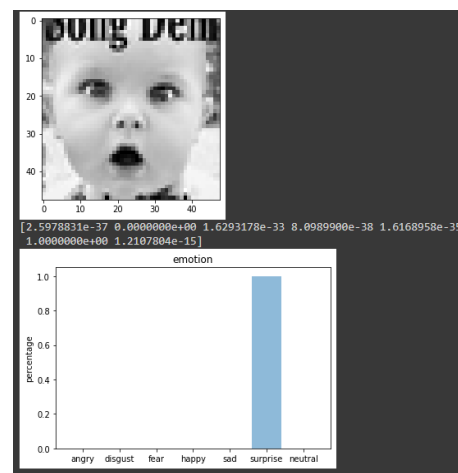 0
Song Dem
10
20
30
40
0 10 20 30 40
[2.5978831e-37 0.0000000e+00 1.6293178e-33 8.0989900e-38 1.6168958e-35
1.0000000e+00 1.2107804e-15]
emotion
1.0
0.8
0.6
0.4
0.2
0.0
percentage
angry disgust fear happy sad surprise neutral